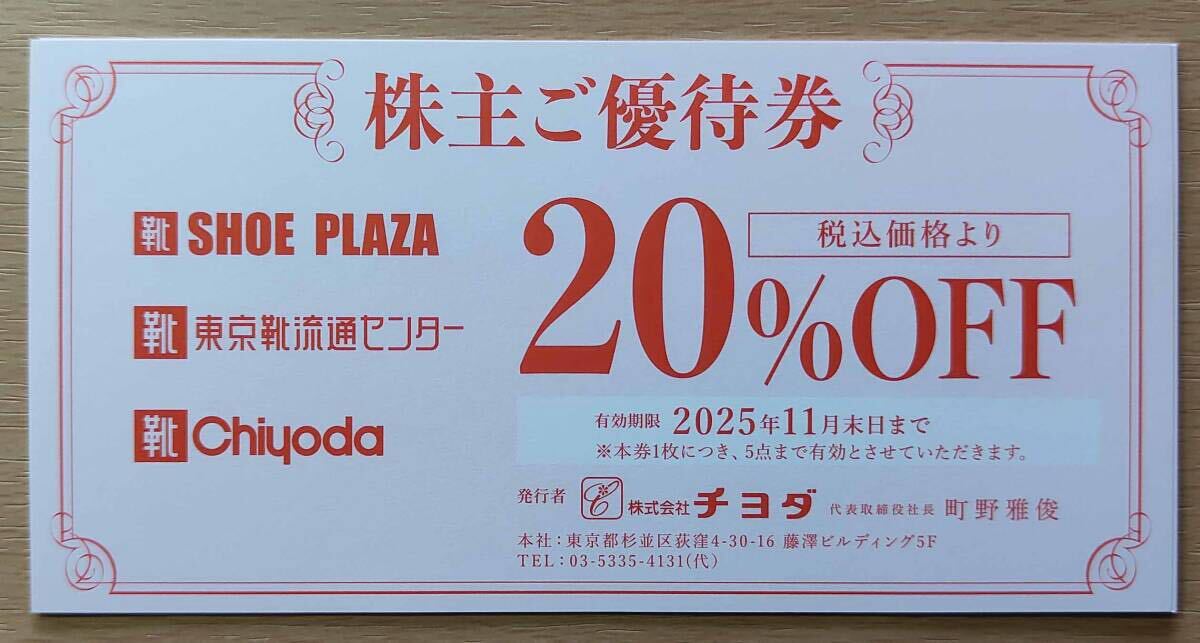 株主ご優待券
靴 SHOE PLAZA
靴 東京靴流通センター
靴 Chiyoda
税込価格より
20%OFF
有効期限 2025年11月末日まで
※本券1枚につき、5点まで有効とさせていただきます。
発行者 株式会社 チヨダ 代表取締役社長 町野雅俊
本社：東京都杉並区荻窪4-30-16 藤澤ビルディング5F
TEL：03-5335-4131(代)